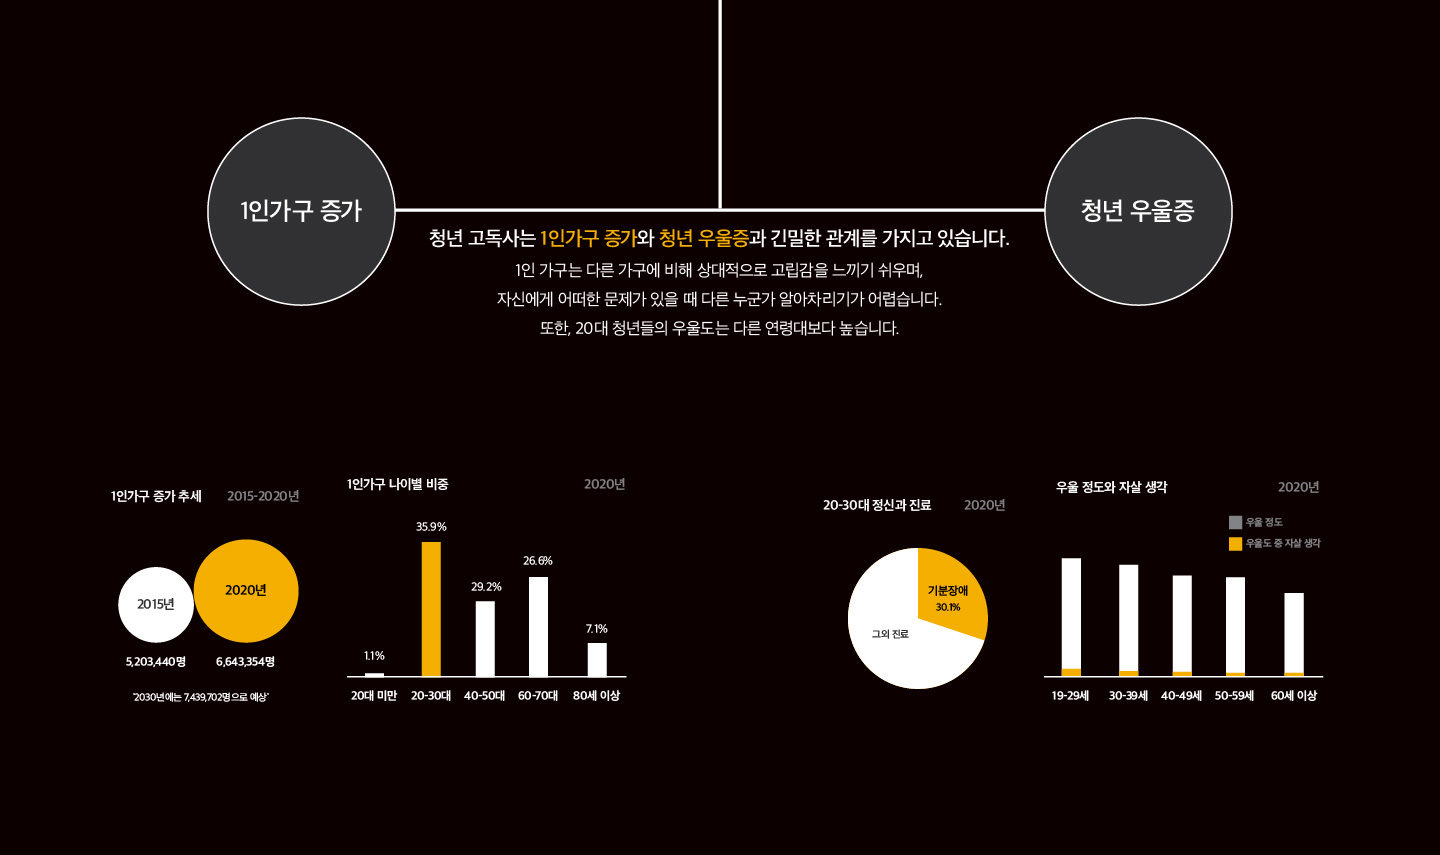 1인가구 증가
청년 우울증
청년 고독사는 1인가구 증가와 청년 우울증과 긴밀한 관계를 가지고 있습니다.
1인 가구는 다른 가구에 비해 상대적으로 고립감을 느끼기 쉬우며,
자신에게 어떠한 문제가 있을 때 다른 누군가 알아차리기가 어렵습니다.
또한, 20대 청년들의 우울도는 다른 연령대보다 높습니다.
1인가구 증가 추세 2015-2020년
2015년
2020년
5,203,440명 6,643,354명
'2030년에는 7,439,702명으로 예상'
1인가구 나이별 비중 2020년
1.1%
35.9%
29.2%
26.6%
7.1%
20대 미만 20-30대 40-50대 60-70대 80세 이상
20-30대 정신과 진료 2020년
기분장애
30.1%
그외 진료
우울 정도와 자살 생각 2020년
우울 정도
우울도 중 자살 생각
19-29세 30-39세 40-49세 50-59세 60세 이상